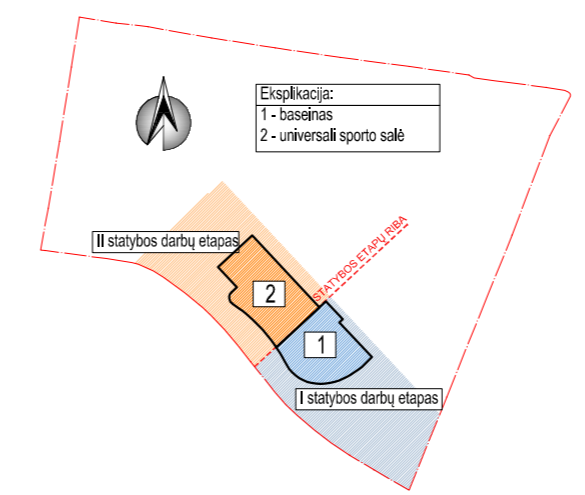 Eksplikacija:
1 - baseinas
2 - universali sporto salė
II statybos darbų etapas
STATYBOS ETAPŲ RIBA
2
1
I statybos darbų etapas